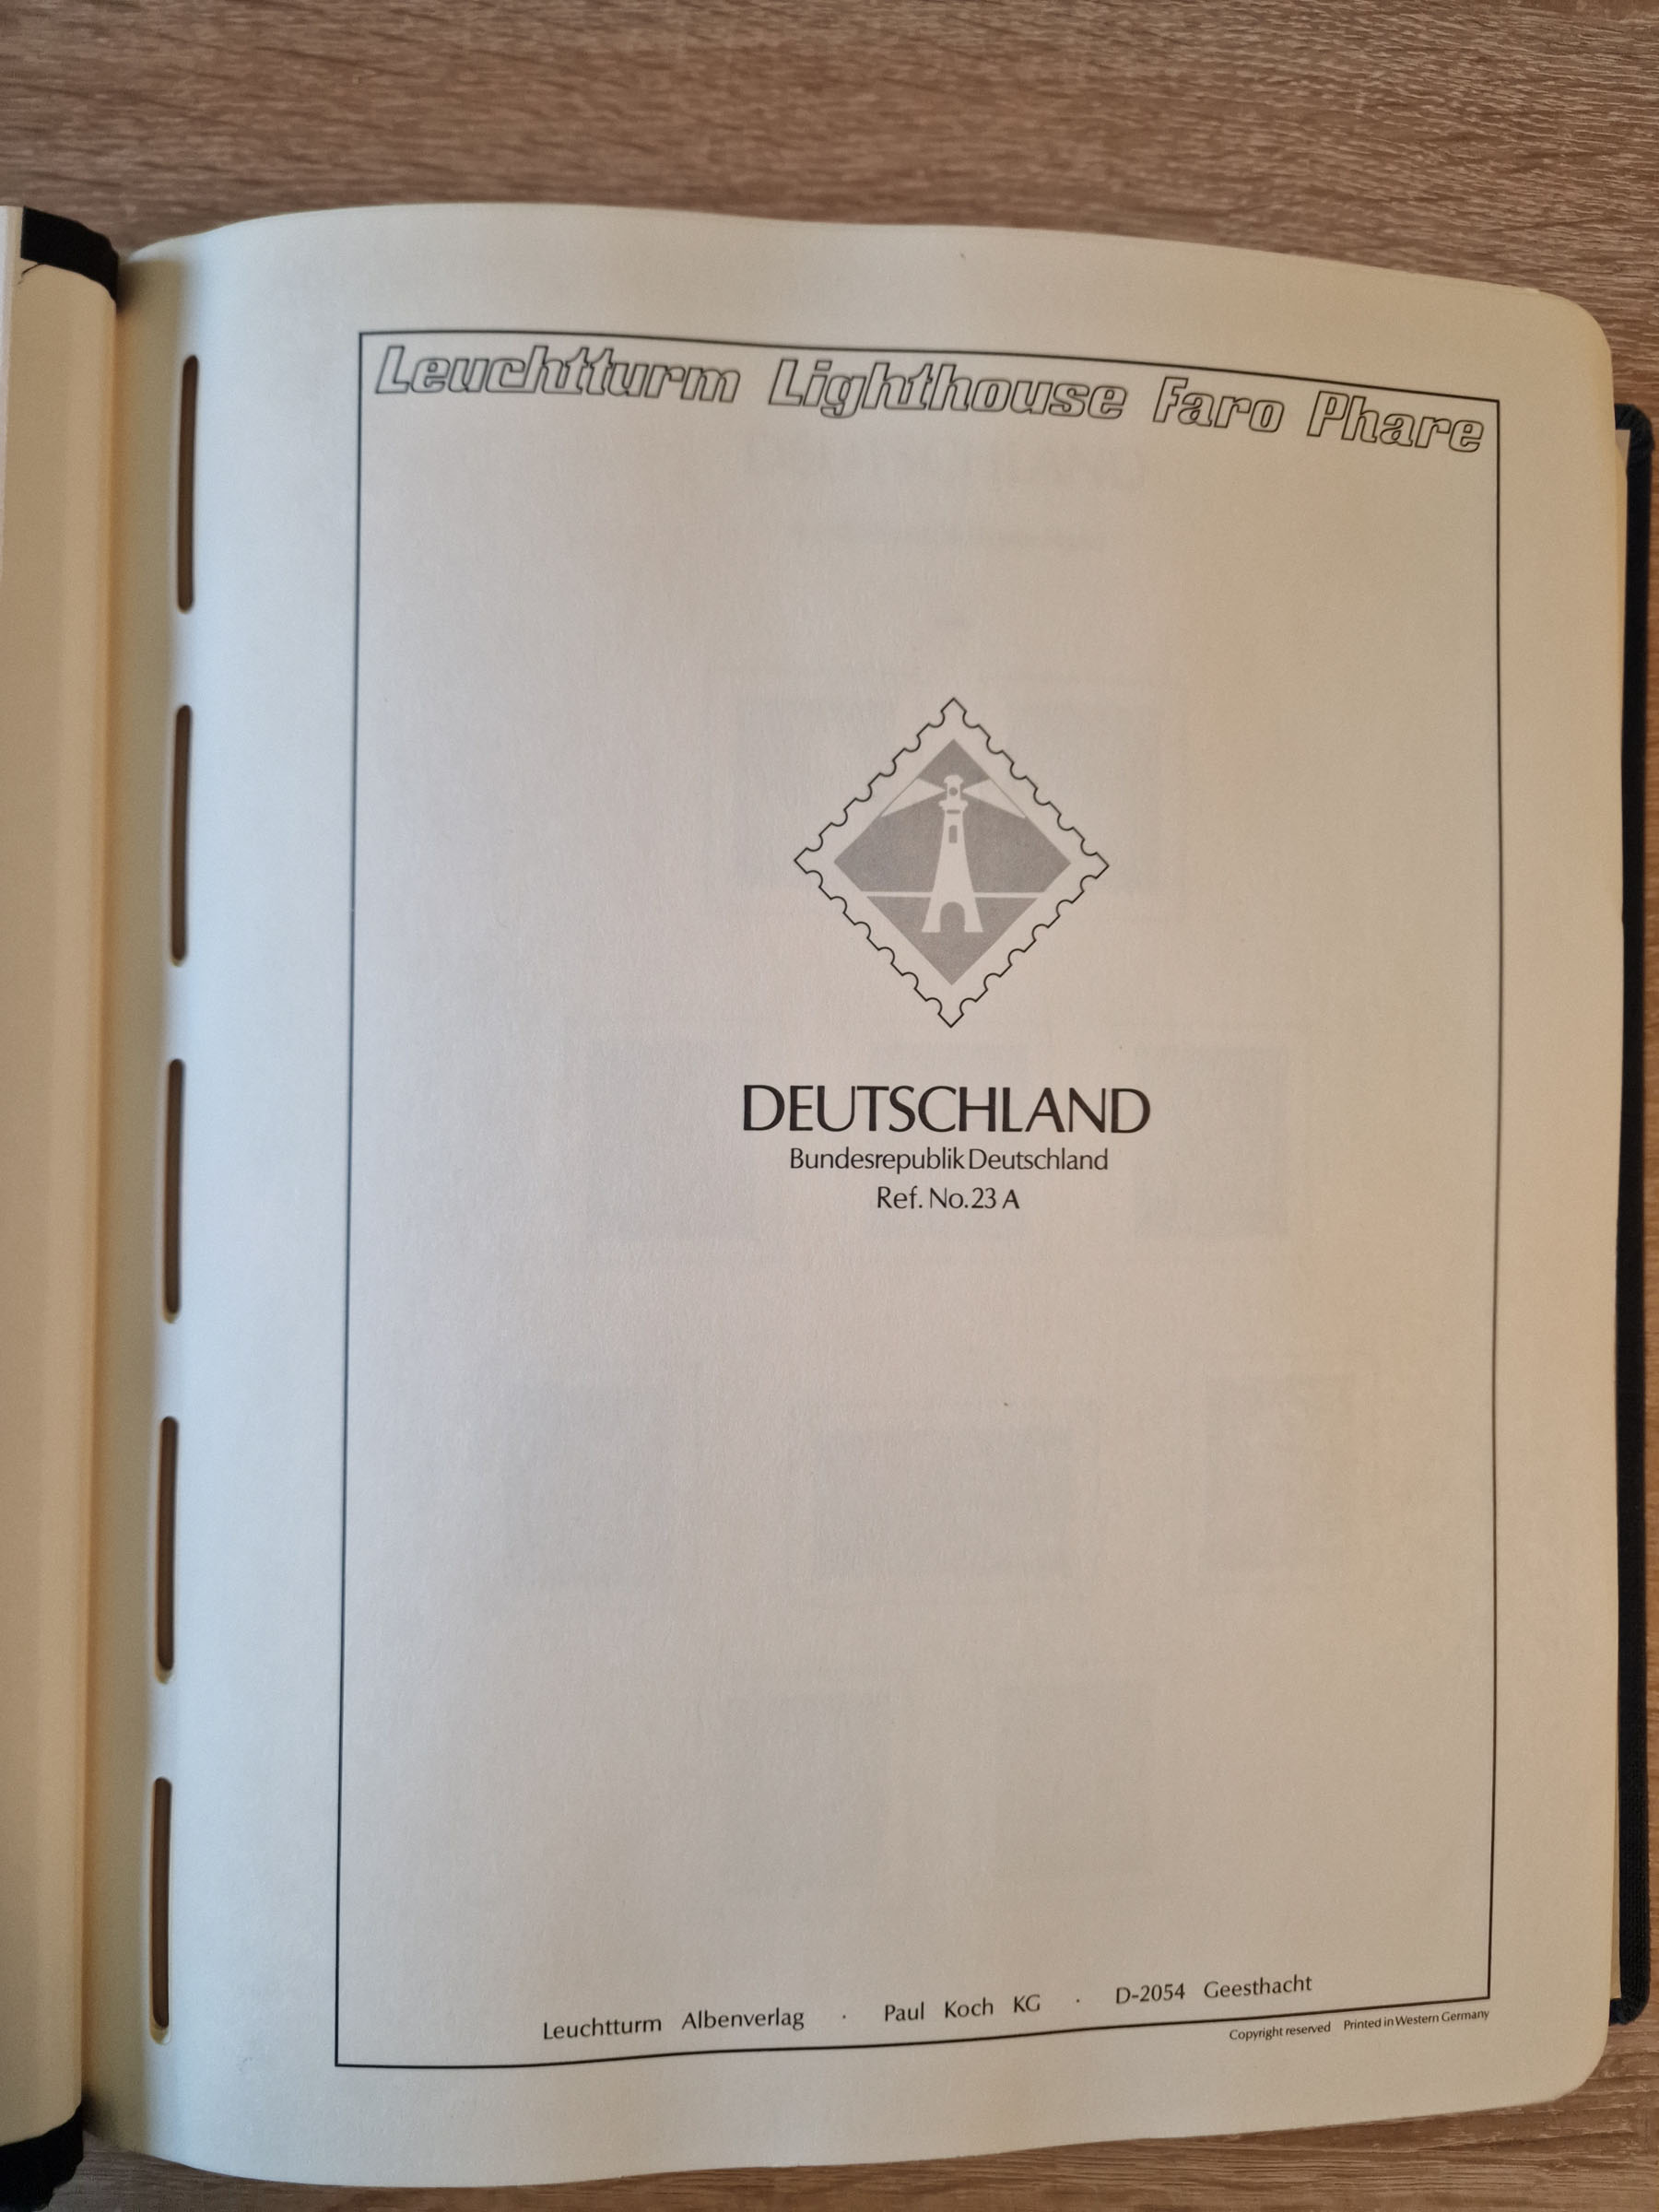 Leuchtturm Lighthouse Faro Phare
DEUTSCHLAND
Bundesrepublik Deutschland
Ref. No. 23 A
Leuchtturm Albenverlag · Paul Koch KG · D-2054 Geesthacht
Copyright reserved Printed in Western Germany